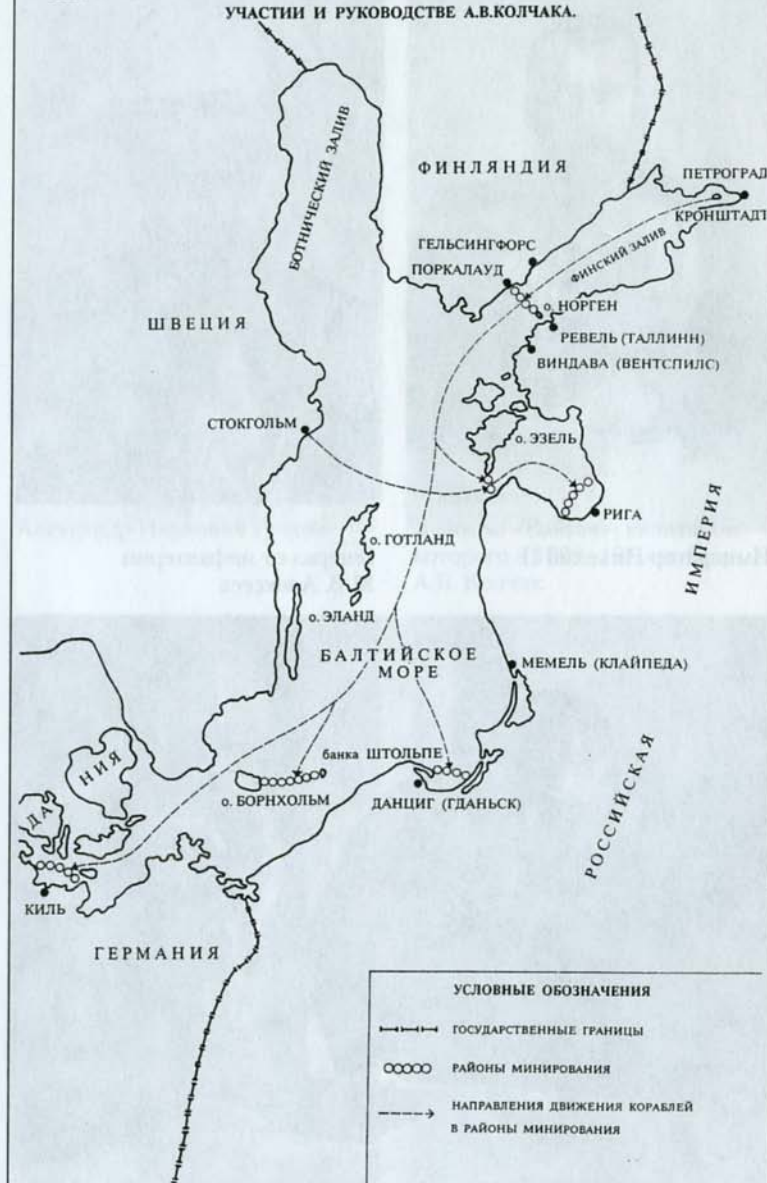 УЧАСТИИ И РУКОВОДСТВЕ А.В.КОЛЧАКА.
БОТНИЧЕСКИЙ ЗАЛИВ
ФИНЛЯНДИЯ
ПЕТРОГРАД
КРОНШТАДТ
ГЕЛЬСИНГФОРС
ПОРКАЛАУД
ФИНСКИЙ ЗАЛИВ
о. НОРГЕН
ШВЕЦИЯ
РЕВЕЛЬ (ТАЛЛИНН)
ВИНДАВА (ВЕНТСПИЛС)
СТОКГОЛЬМ
о. ЭЗЕЛЬ
РИГА
о. ГОТЛАНД
о. ЭЛАНД
БАЛТИЙСКОЕ
МОРЕ
МЕМЕЛЬ (КЛАЙПЕДА)
РОССИЙСКАЯ
ИМПЕРИЯ
банка ШТОЛЬПЕ
о. БОРНХОЛЬМ
ДАНЦИГ (ГДАНЬСК)
ДА
НИЯ
КИЛЬ
ГЕРМАНИЯ
УСЛОВНЫЕ ОБОЗНАЧЕНИЯ
ГОСУДАРСТВЕННЫЕ ГРАНИЦЫ
РАЙОНЫ МИНИРОВАНИЯ
НАПРАВЛЕНИЯ ДВИЖЕНИЯ КОРАБЛЕЙ
В РАЙОНЫ МИНИРОВАНИЯ